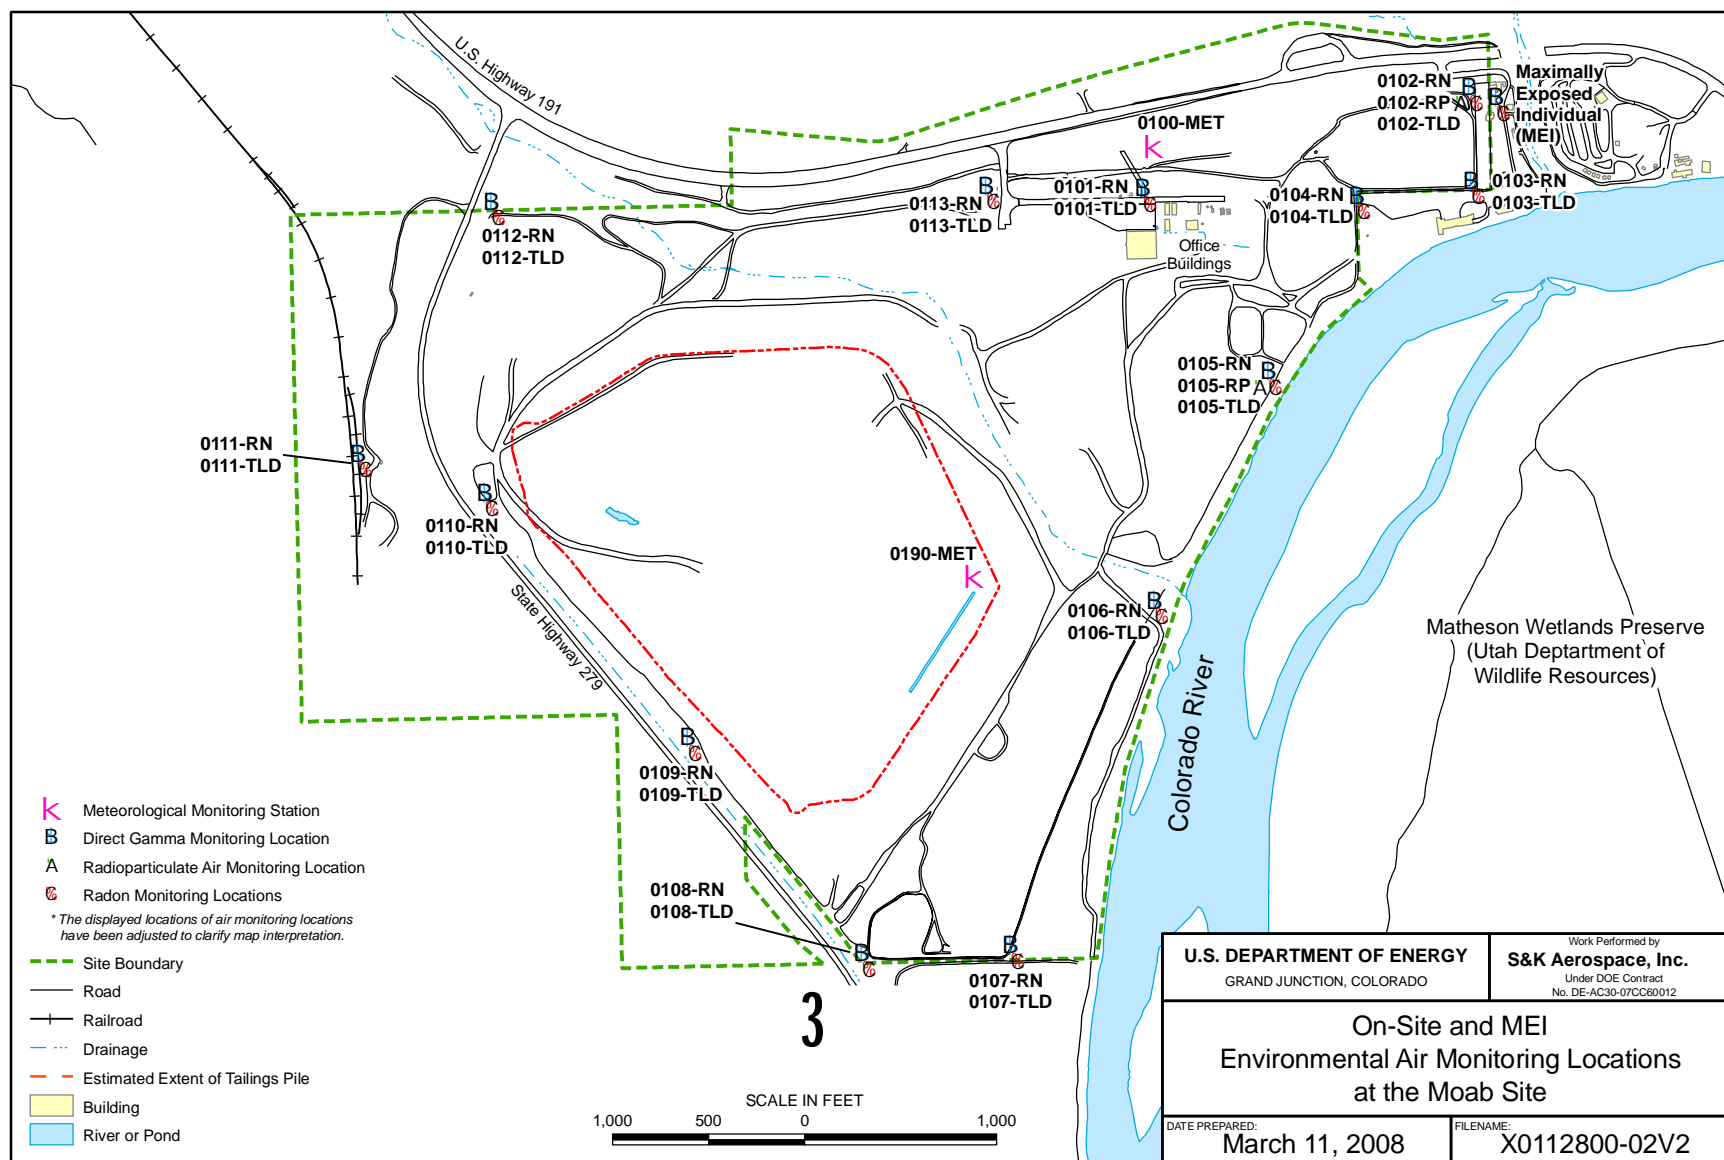 U.S. Highway 191
Maximally
Exposed
Individual
(MEI)
0102-RN
0102-RP
0102-TLD
0100-MET
0101-RN
0101-TLD
0104-RN
0104-TLD
0103-RN
0103-TLD
0113-RN
0113-TLD
0112-RN
0112-TLD
Office
Buildings
0105-RN
0105-RP
0105-TLD
0111-RN
0111-TLD
0110-RN
0110-TLD
0190-MET
State Highway 279
0106-RN
0106-TLD
Matheson Wetlands Preserve
(Utah Deptartment of
Wildlife Resources)
Colorado River
0109-RN
0109-TLD
0108-RN
0108-TLD
0107-RN
0107-TLD
3
k Meteorological Monitoring Station
B Direct Gamma Monitoring Location
A Radioparticulate Air Monitoring Location
C Radon Monitoring Locations
* The displayed locations of air monitoring locations
have been adjusted to clarify map interpretation.
Site Boundary
Road
Railroad
Drainage
Estimated Extent of Tailings Pile
Building
River or Pond
SCALE IN FEET
1,000 500 0 1,000
U.S. DEPARTMENT OF ENERGY
GRAND JUNCTION, COLORADO
Work Performed by
S&K Aerospace, Inc.
Under DOE Contract
No. DE-AC30-07CC60012
On-Site and MEI
Environmental Air Monitoring Locations
at the Moab Site
DATE PREPARED:
March 11, 2008
FILENAME:
X0112800-02V2